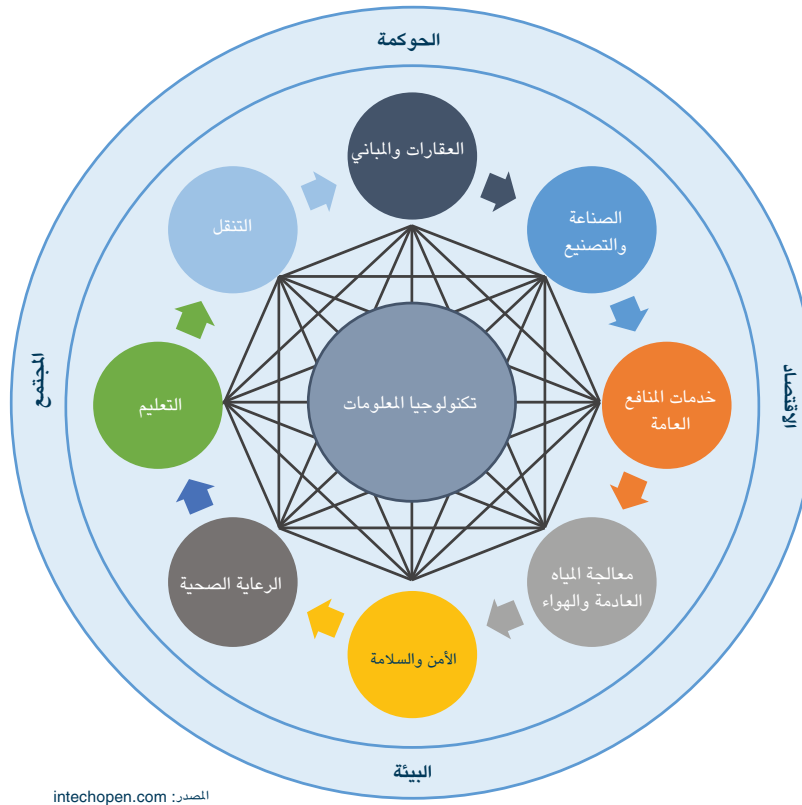 الحوكمة
العقارات والمباني
الصناعة
والتصنيع
التنقل
الاقتصاد
المجتمع
خدمات المنافع
العامة
تكنولوجيا المعلومات
التعليم
معالجة المياه
العادمة والهواء
الرعاية الصحية
الأمن والسلامة
البيئة
المصدر: intechopen.com